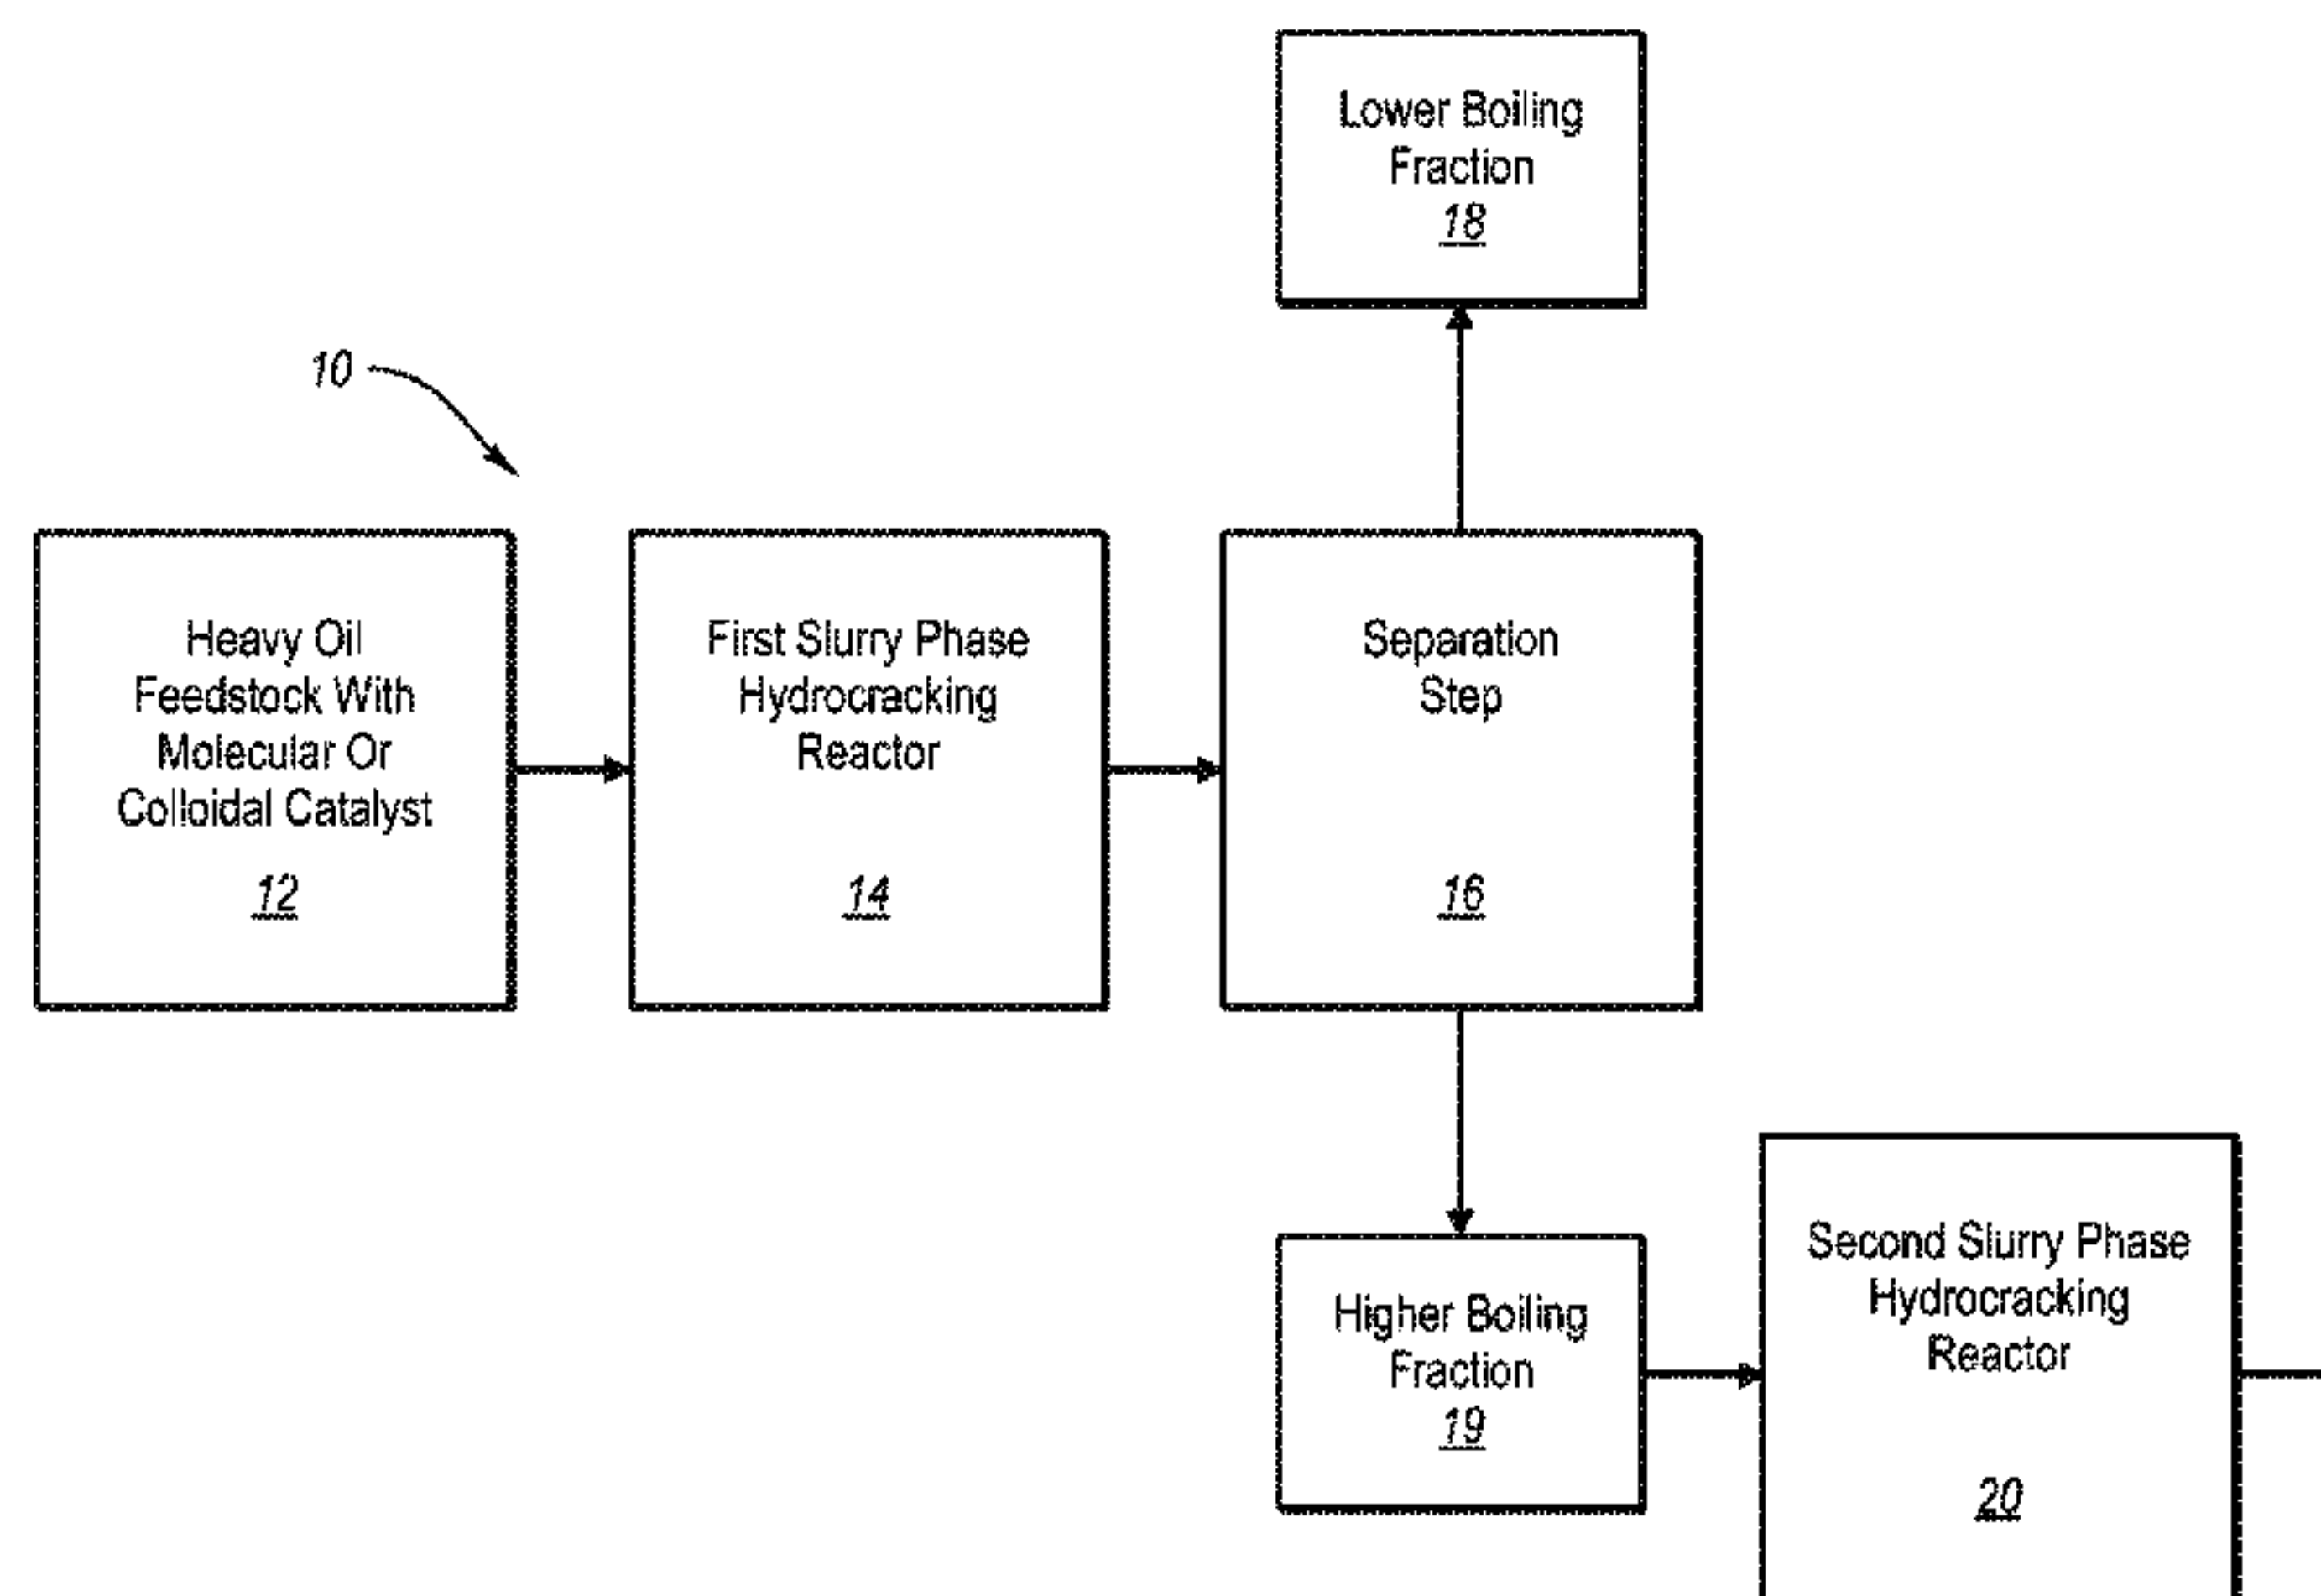 Lower Boiling
Fraction
18
10
Heavy Oil
Feedstock With
Molecular Or
Colloidal Catalyst
12
First Slurry Phase
Hydrocracking
Reactor
14
Separation
Step
16
Higher Boiling
Fraction
19
Second Slurry Phase
Hydrocracking
Reactor
20